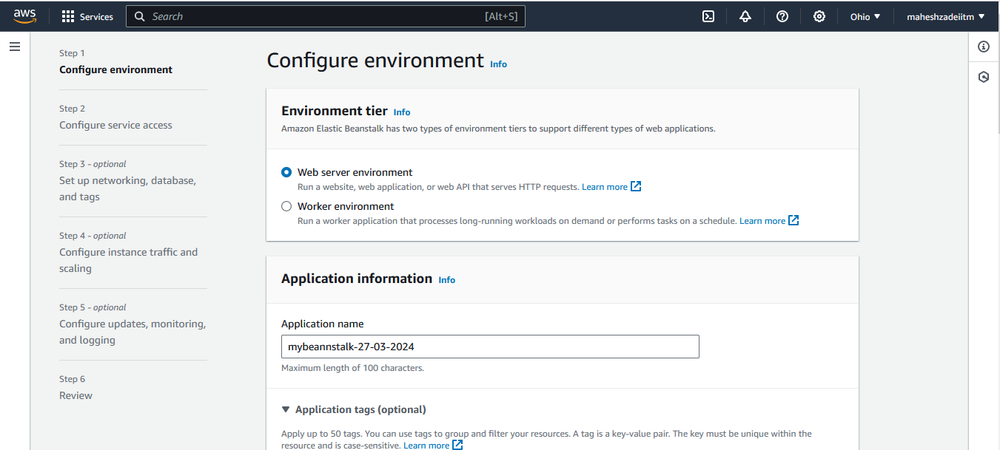 aws
Services
Search
[Alt+S]
Ohio
maheshzadeiitm
Step 1
Configure environment
Step 2
Configure service access
Step 3 - optional
Set up networking, database,
and tags
Step 4 - optional
Configure instance traffic and
scaling
Step 5 - optional
Configure updates, monitoring,
and logging
Step 6
Review
Configure environment Info
Environment tier Info
Amazon Elastic Beanstalk has two types of environment tiers to support different types of web applications.
Web server environment
Run a website, web application, or web API that serves HTTP requests. Learn more
Worker environment
Run a worker application that processes long-running workloads on demand or performs tasks on a schedule. Learn more
Application information Info
Application name
mybeannstalk-27-03-2024
Maximum length of 100 characters.
Application tags (optional)
Apply up to 50 tags. You can use tags to group and filter your resources. A tag is a key-value pair. The key must be unique within the
resource and is case-sensitive. Learn more